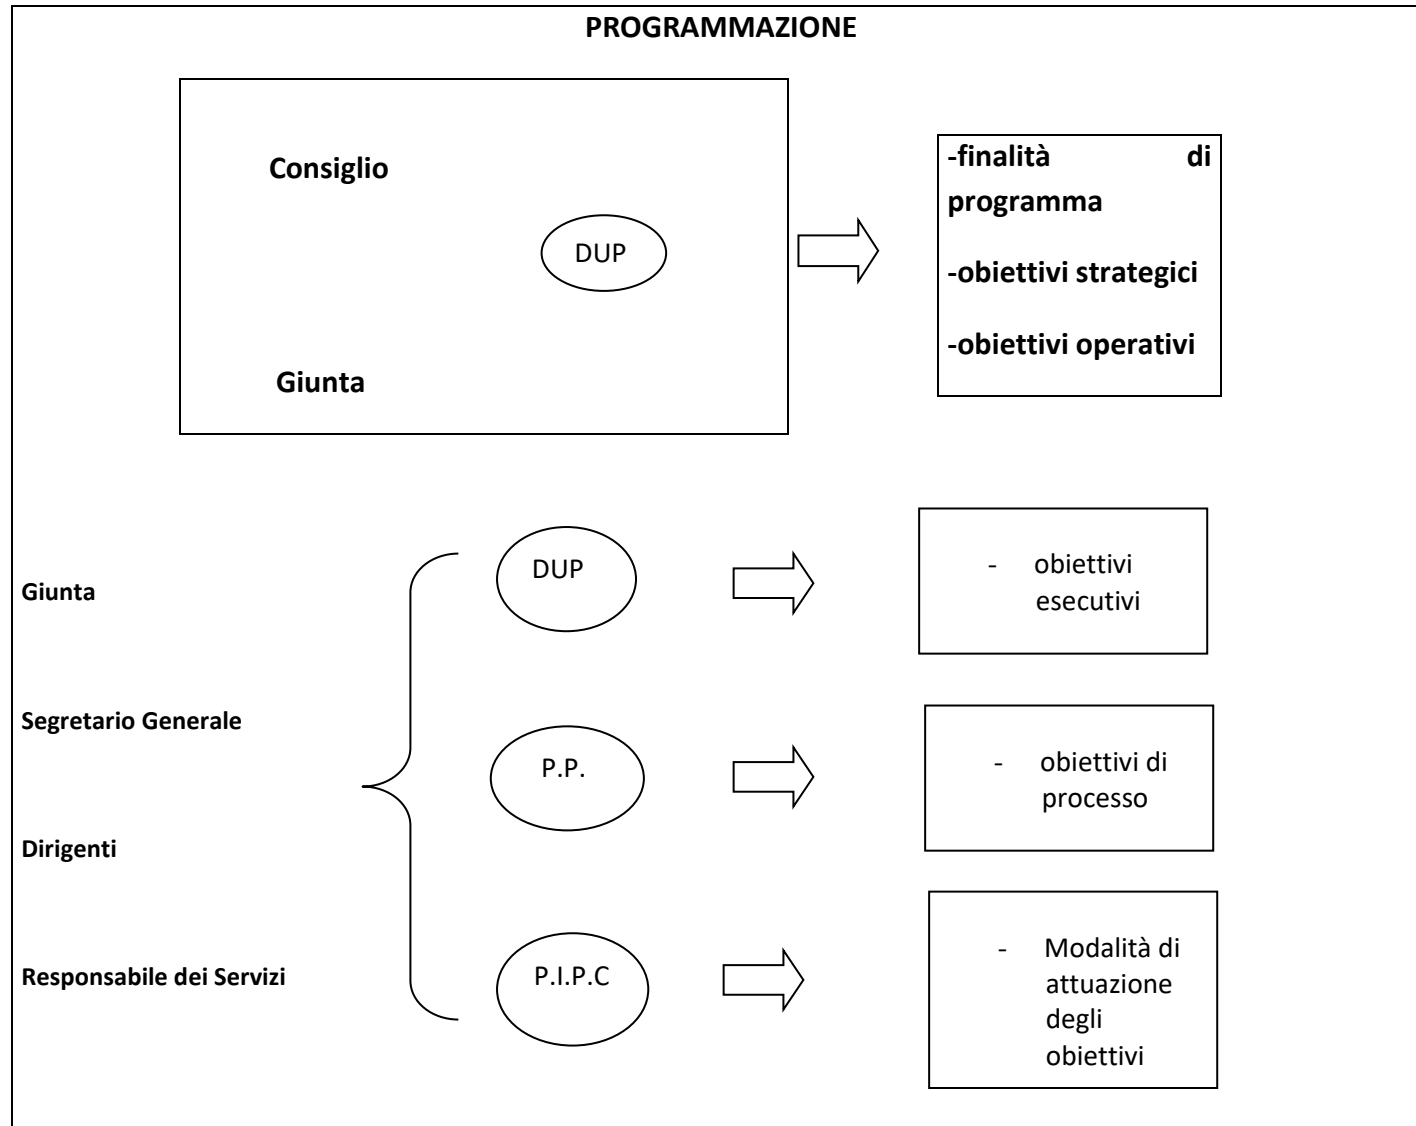 PROGRAMMAZIONE
Consiglio
DUP
Giunta
-finalità di
programma
-obiettivi strategici
-obiettivi operativi
Giunta
Segretario Generale
Dirigenti
Responsabile dei Servizi
DUP
- obiettivi
esecutivi
P.P.
- obiettivi di
processo
P.I.P.C
- Modalità di
attuazione
degli
obiettivi